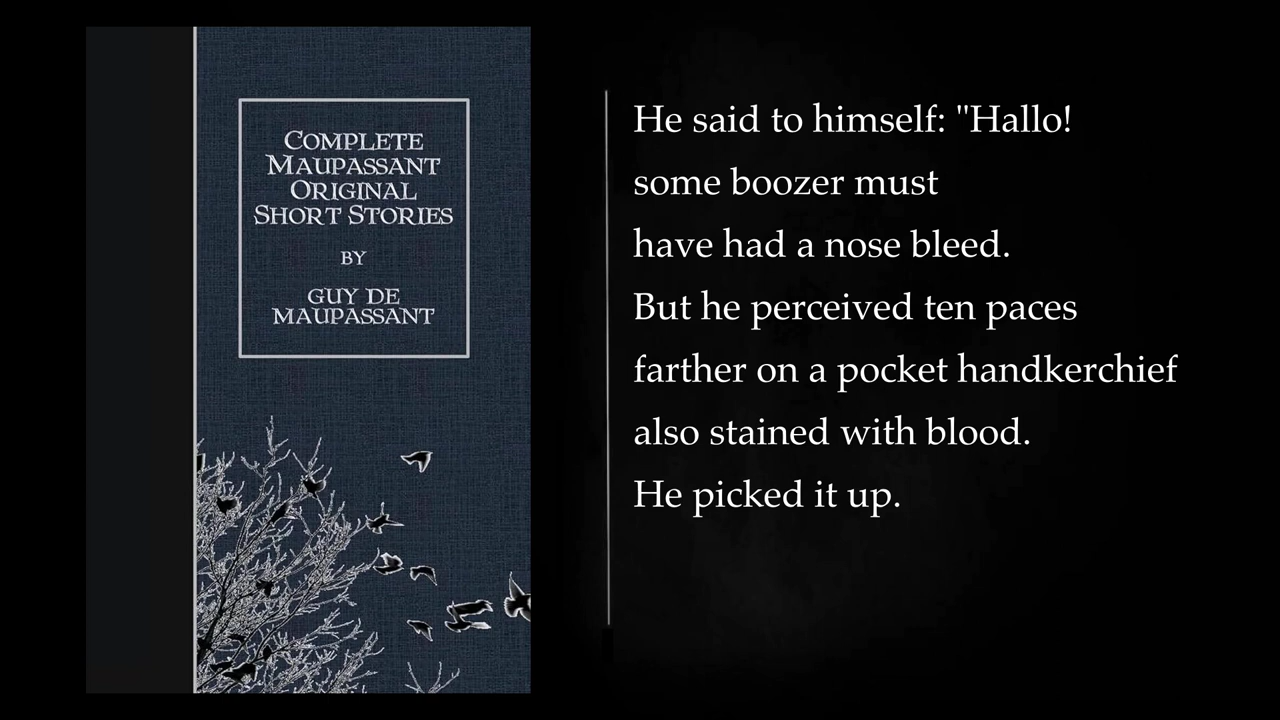 COMPLETE
MAUPASSANT
ORIGINAL
SHORT STORIES
BY
GUY DE
MAUPASSANT
He said to himself: "Hallo!
some boozer must
have had a nose bleed.
But he perceived ten paces
farther on a pocket handkerchief
also stained with blood.
He picked it up.